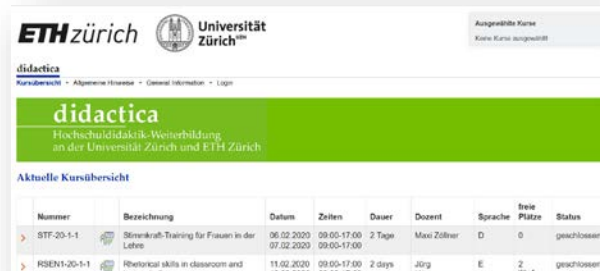 ETH zürich
Universität
Zürich UZH
Ausgewählte Kurse
Keine Kurse ausgewählt
didactica
Kursübersicht • Allgemeine Hinweise • General Information • Login
didactica
Hochschuldidaktik-Weiterbildung
an der Universität Zürich und ETH Zürich
Aktuelle Kursübersicht
Nummer Bezeichnung Datum Zeiten Dauer Dozent Sprache freie Plätze Status
STF-20-1-1 Stimmkraft-Training für Frauen in der Lehre 06.02.2020 09:00-17:00 2 Tage Maxi Zöllner D 0 geschlossen
07.02.2020 09:00-17:00
RSEN1-20-1-1 Rhetorical skills in classroom and 11.02.2020 09:00-17:00 2 days Jörg E 2 geschlossen